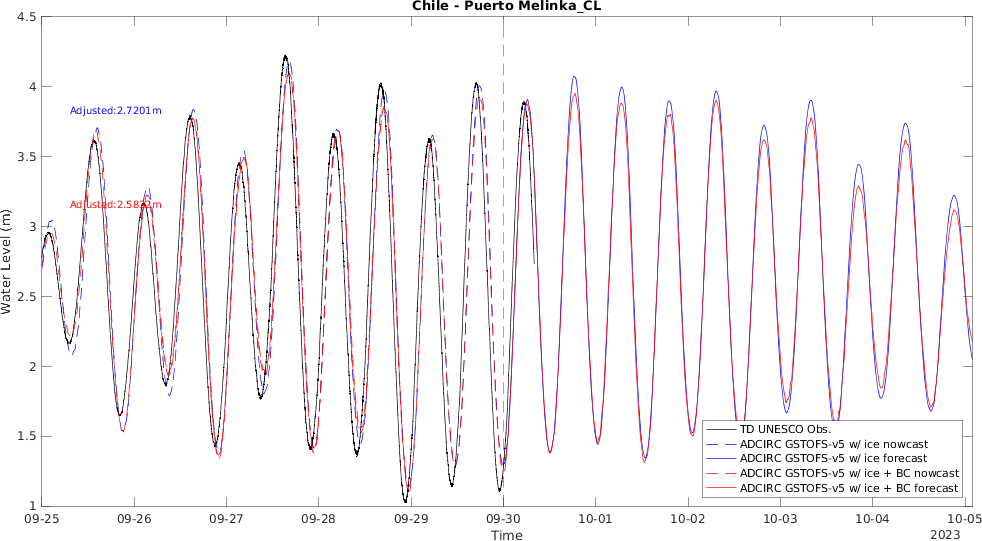 Chile - Puerto Melinka_CL
4.5
4
3.5
3
2.5
2
1.5
1
Water Level (m)
Adjusted:2.7201m
TD UNESCO Obs.
ADCIRC GSTOFS-v5 w/ ice nowcast
ADCIRC GSTOFS-v5 w/ ice forecast
ADCIRC GSTOFS-v5 w/ ice + BC nowcast
ADCIRC GSTOFS-v5 w/ ice + BC forecast
09-25 09-26 09-27 09-28 09-29 09-30 10-01 10-02 10-03 10-04 10-05
Time
2023